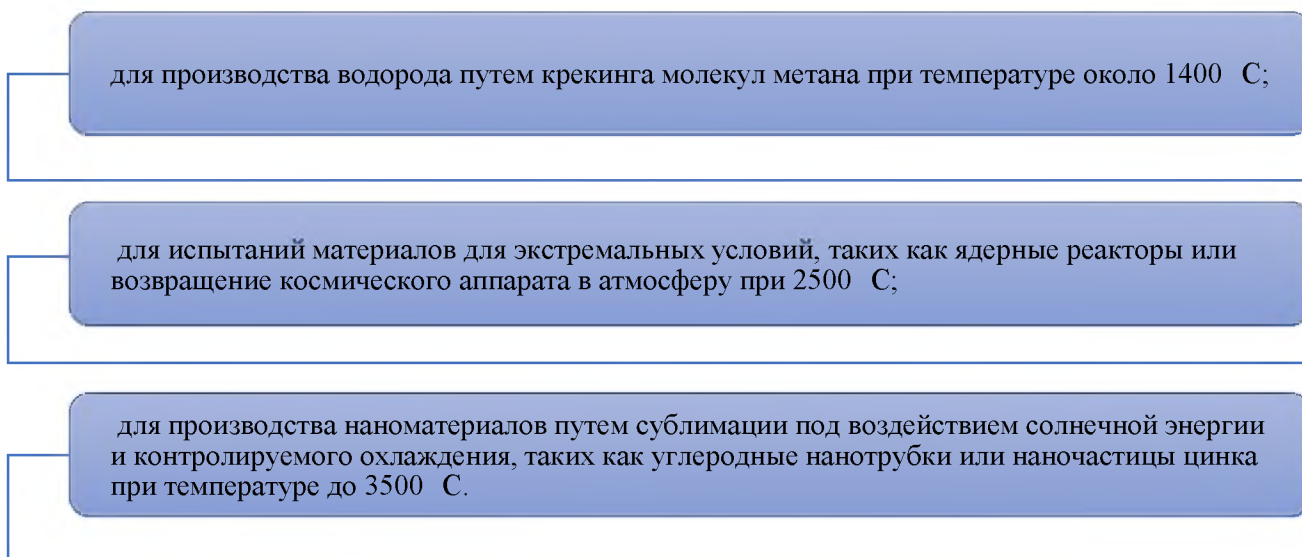 для производства водорода путем крекинга молекул метана при температуре около 1400 С;
для испытаний материалов для экстремальных условий, таких как ядерные реакторы или
возвращение космического аппарата в атмосферу при 2500 С;
для производства наноматериалов путем сублимации под воздействием солнечной энергии
и контролируемого охлаждения, таких как углеродные нанотрубки или наночастицы цинка
при температуре до 3500 С.